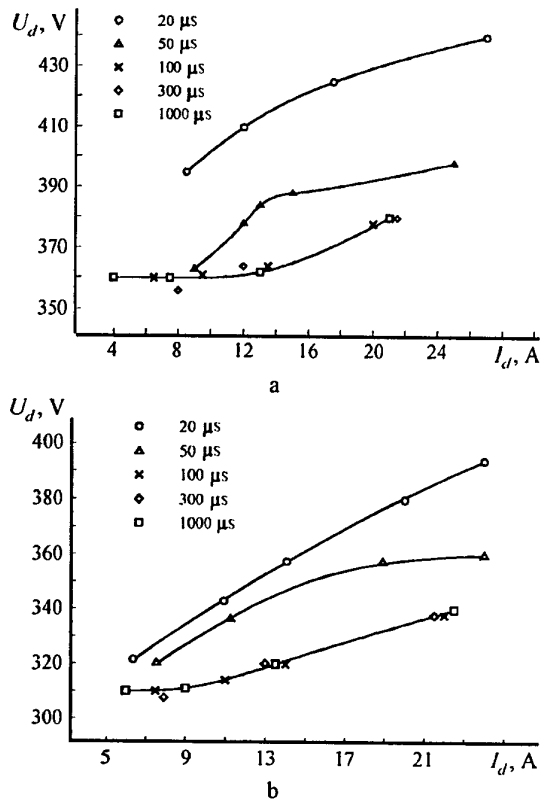 U_d, V
20 µs
50 µs
100 µs
300 µs
1000 µs
430
410
390
370
350
4 8 12 16 20 24 I_d, A
a
U_d, V
20 µs
50 µs
100 µs
300 µs
1000 µs
400
380
360
340
320
300
5 9 13 17 21 I_d, A
b